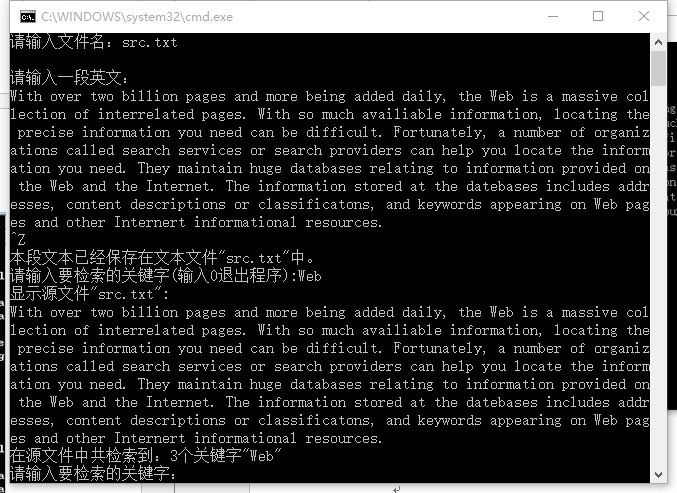 C:\WINDOWS\system32\cmd.exe
请输入文件名: src.txt
请输入一段英文:
With over two billion pages and more being added daily, the Web is a massive col
lection of interrelated pages. With so much availiable information, locating the
 precise information you need can be difficult. Fortunately, a number of organiz
ations called search services or search providers can help you locate the inform
ation you need. They maintain huge databases relating to information provided on
 the Web and the Internet. The information stored at the datebases includes addr
esses, content descriptions or classificatons, and keywords appearing on Web pag
es and other Internert informational resources.
^Z
本段文本已经保存在文本文件"src.txt"中。
请输入要检索的关键字(输入0退出程序):Web
显示源文件"src.txt":
With over two billion pages and more being added daily, the Web is a massive col
lection of interrelated pages. With so much availiable information, locating the
 precise information you need can be difficult. Fortunately, a number of organiz
ations called search services or search providers can help you locate the inform
ation you need. They maintain huge databases relating to information provided on
 the Web and the Internet. The information stored at the datebases includes addr
esses, content descriptions or classificatons, and keywords appearing on Web pag
es and other Internert informational resources.
在源文件中共检索到: 3个关键字"Web"
请输入要检索的关键字: